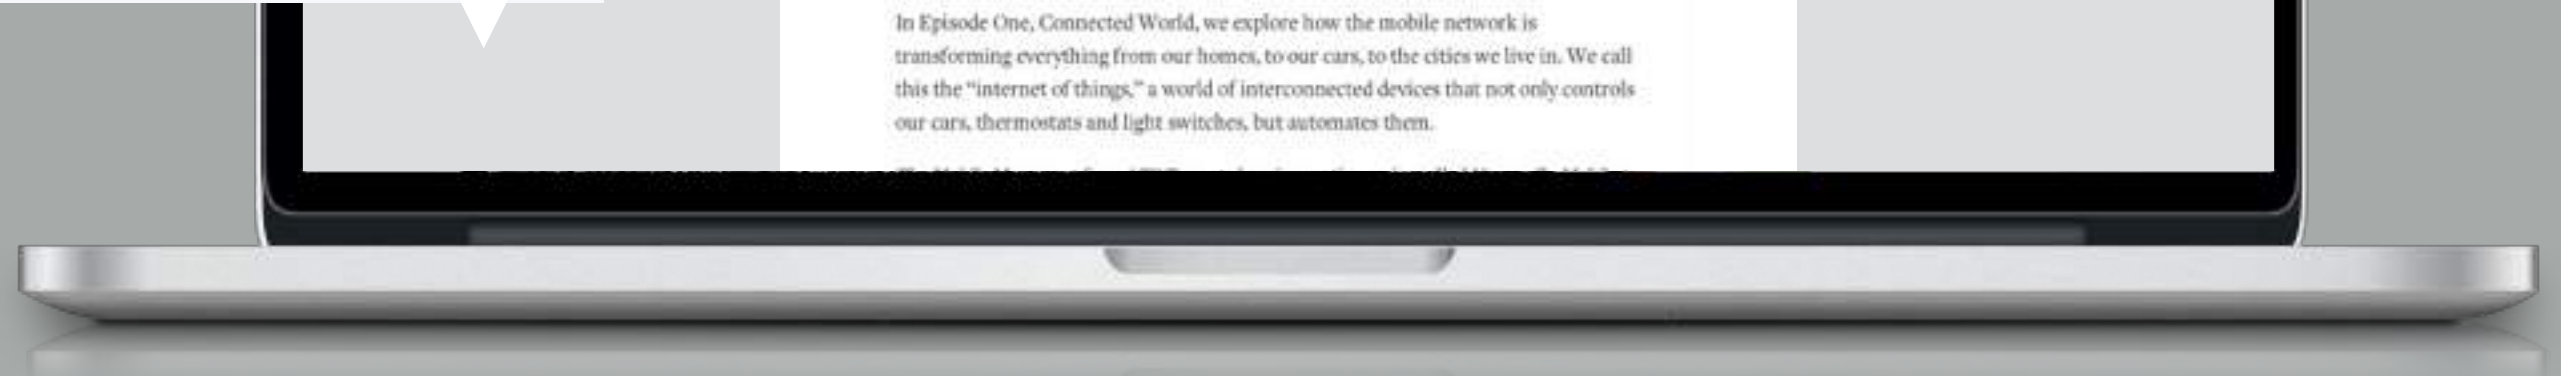 In Episode One, Connected World, we explore how the mobile network is
transforming everything from our homes, to our cars, to the cities we live in. We call
this the “internet of things,” a world of interconnected devices that not only controls
our cars, thermostats and light switches, but automates them.